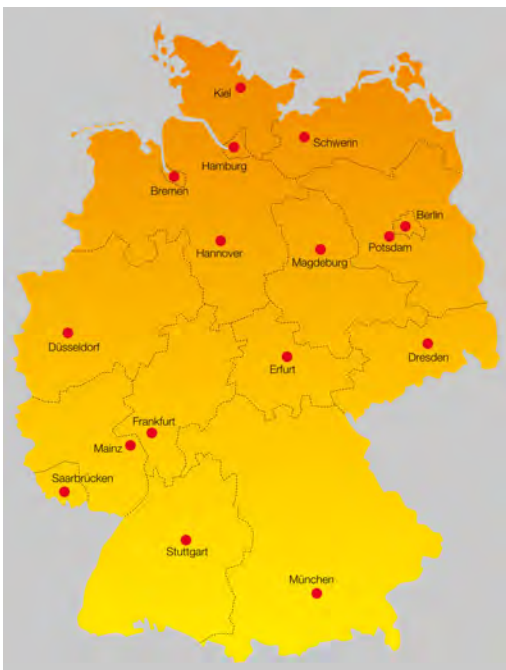 Kiel
Schwerin
Hamburg
Bremen
Berlin
Potsdam
Hannover
Magdeburg
Düsseldorf
Erfurt
Dresden
Frankfurt
Mainz
Saarbrücken
Stuttgart
München